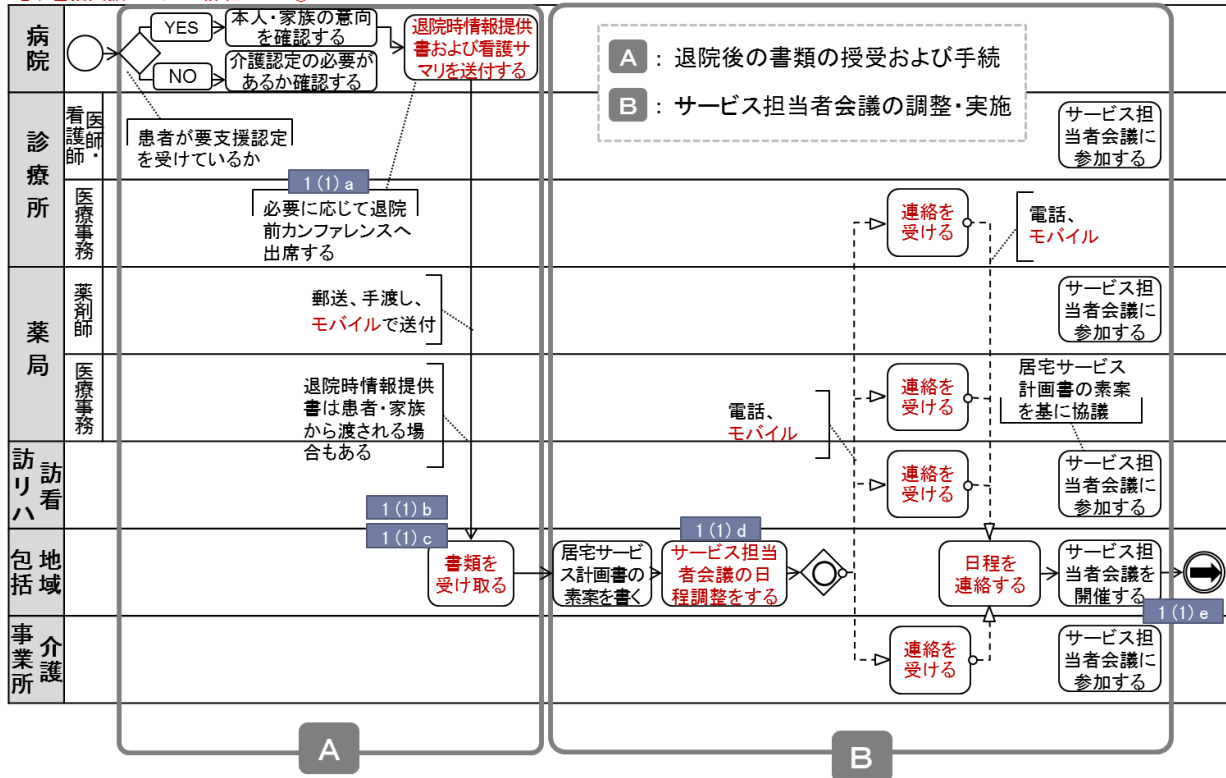 病院
YES
本人・家族の意向
を確認する
NO
介護認定の必要が
あるか確認する
退院時情報提供
書および看護サ
マリを送付する
A : 退院後の書類の授受および手続
B : サービス担当者会議の調整・実施
診療所
医師・
看護師
患者が要支援認定
を受けているか
サービス担
当者会議に
参加する
医療事務
1 (1) a
必要に応じて退院
前カンファレンスへ
出席する
連絡を
受ける
電話、
モバイル
薬局
薬剤師
郵送、手渡し、
モバイルで送付
サービス担
当者会議に
参加する
医療事務
退院時情報提供
書は患者・家族
から渡される場
合もある
電話、
モバイル
連絡を
受ける
居宅サービス
計画書の素案
を基に協議
訪看
訪リハ
連絡を
受ける
サービス担
当者会議に
参加する
1 (1) b
1 (1) c
1 (1) d
地域
包括
書類を
受け取る
居宅サービ
ス計画書の
素案を書く
サービス担当
者会議の日
程調整をする
日程を
連絡する
サービス担
当者会議を
開催する
1 (1) e
介護
事業所
連絡を
受ける
サービス担
当者会議に
参加する
A
B